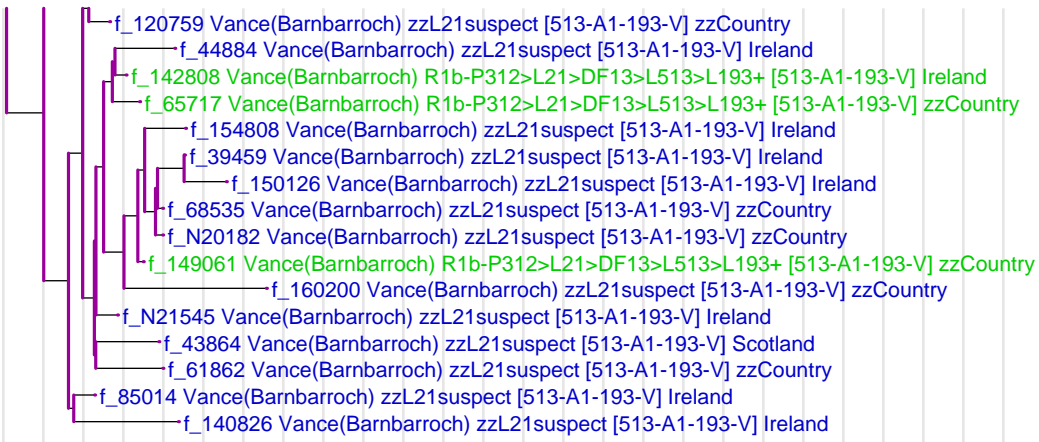 f_120759 Vance(Barnbarroch) zzL21suspect [513-A1-193-V] zzCountry
f_44884 Vance(Barnbarroch) zzL21suspect [513-A1-193-V] Ireland
f_142808 Vance(Barnbarroch) R1b-P312>L21>DF13>L513>L193+ [513-A1-193-V] Ireland
f_65717 Vance(Barnbarroch) R1b-P312>L21>DF13>L513>L193+ [513-A1-193-V] zzCountry
f_154808 Vance(Barnbarroch) zzL21suspect [513-A1-193-V] Ireland
f_39459 Vance(Barnbarroch) zzL21suspect [513-A1-193-V] Ireland
f_150126 Vance(Barnbarroch) zzL21suspect [513-A1-193-V] Ireland
f_68535 Vance(Barnbarroch) zzL21suspect [513-A1-193-V] zzCountry
f_N20182 Vance(Barnbarroch) zzL21suspect [513-A1-193-V] zzCountry
f_149061 Vance(Barnbarroch) R1b-P312>L21>DF13>L513>L193+ [513-A1-193-V] zzCountry
f_160200 Vance(Barnbarroch) zzL21suspect [513-A1-193-V] zzCountry
f_N21545 Vance(Barnbarroch) zzL21suspect [513-A1-193-V] Ireland
f_43864 Vance(Barnbarroch) zzL21suspect [513-A1-193-V] Scotland
f_61862 Vance(Barnbarroch) zzL21suspect [513-A1-193-V] zzCountry
f_85014 Vance(Barnbarroch) zzL21suspect [513-A1-193-V] Ireland
f_140826 Vance(Barnbarroch) zzL21suspect [513-A1-193-V] Ireland